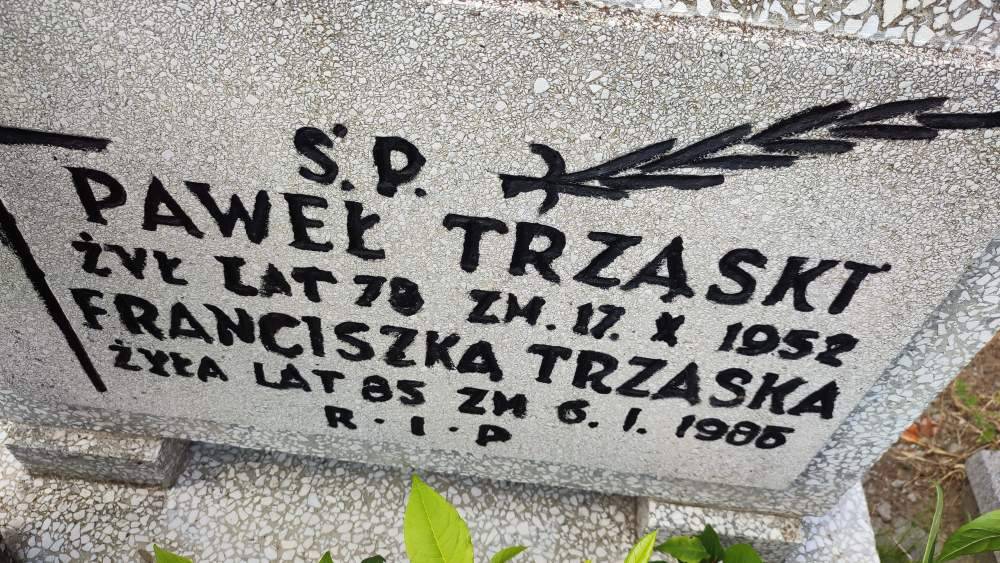 Ś.P.
PAWEŁ TRZASKI
ŻYŁ LAT 78 ZM. 17. X 1952
FRANCISZKA TRZASKA
ŻYŁA LAT 85 ZM 6. I. 1985
R·I·P